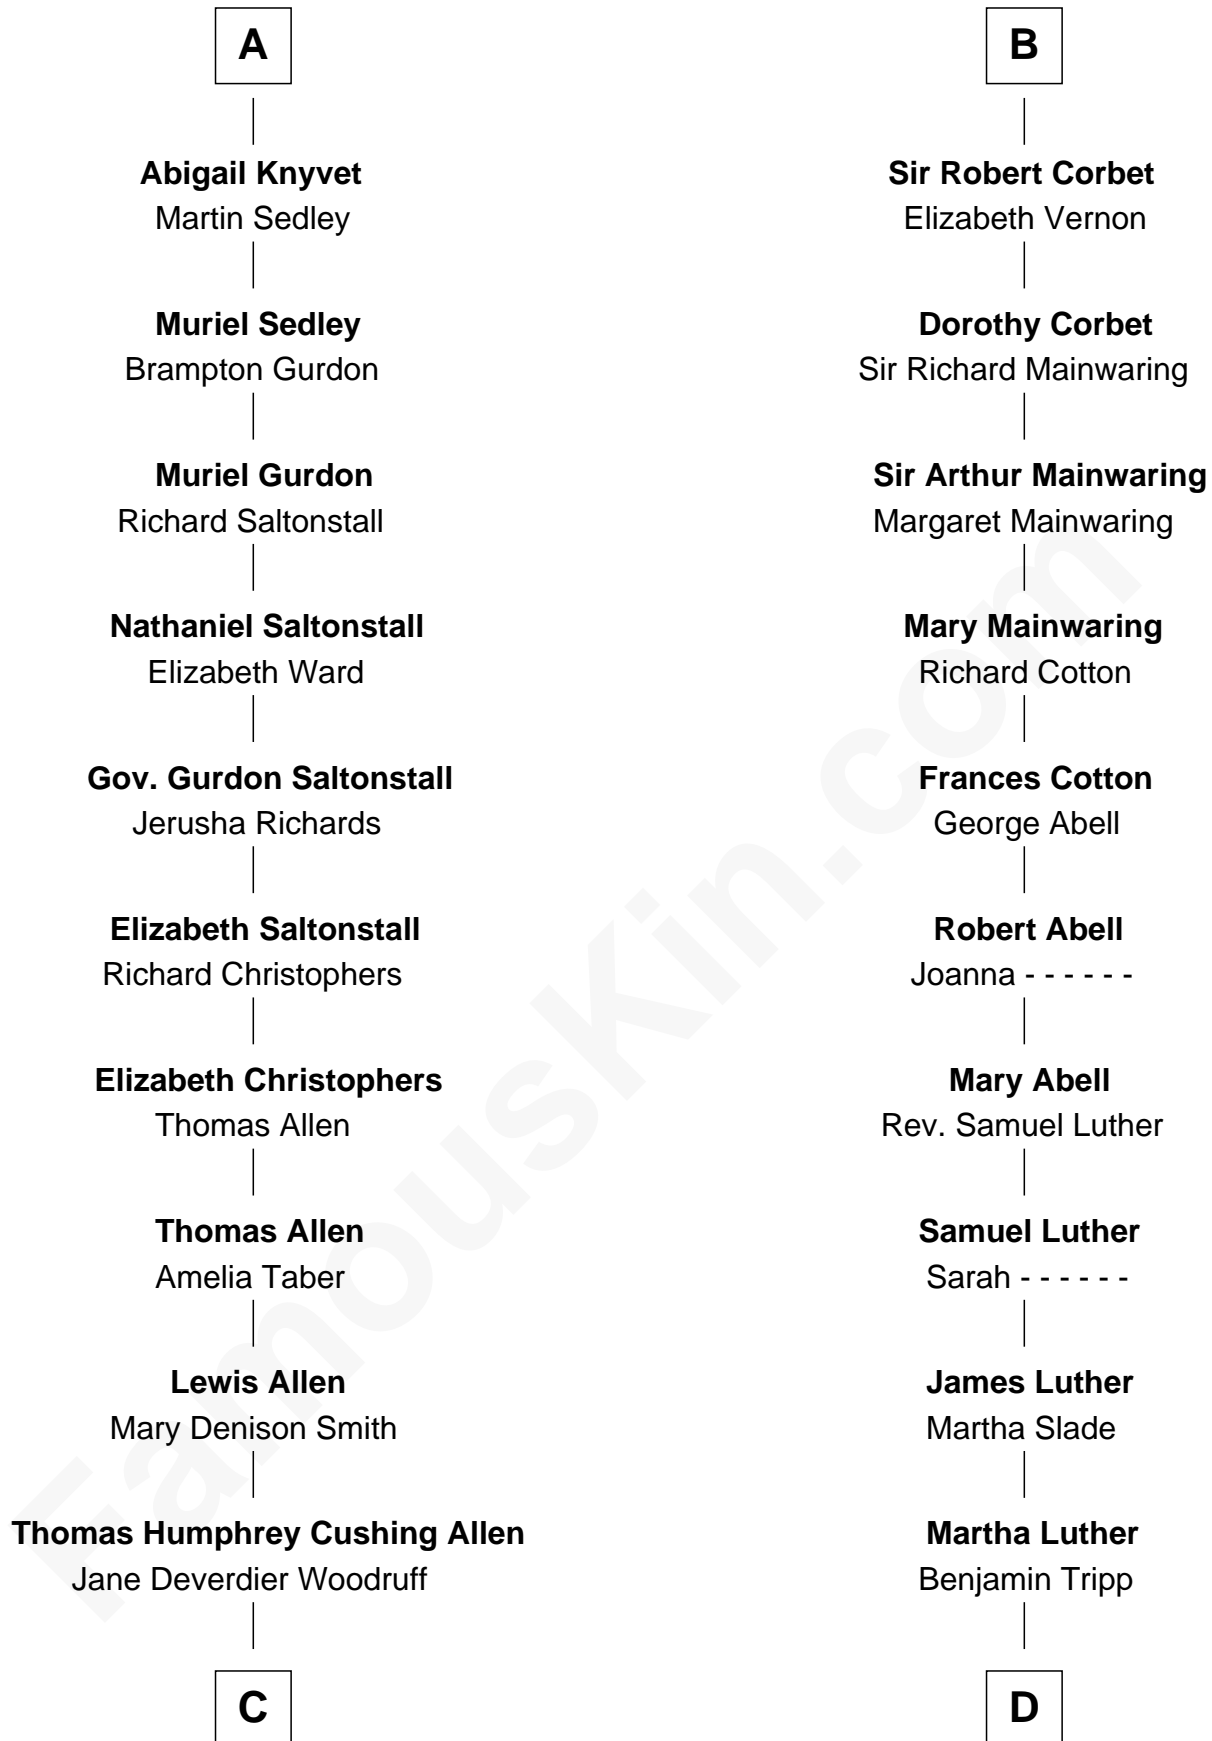 A
Abigail Knyvet
Martin Sedley
Muriel Sedley
Brampton Gurdon
Muriel Gurdon
Richard Saltonstall
Nathaniel Saltonstall
Elizabeth Ward
Gov. Gurdon Saltonstall
Jerusha Richards
Elizabeth Saltonstall
Richard Christophers
Elizabeth Christophers
Thomas Allen
Thomas Allen
Amelia Taber
Lewis Allen
Mary Denison Smith
Thomas Humphrey Cushing Allen
Jane Deverdier Woodruff
C
B
Sir Robert Corbet
Elizabeth Vernon
Dorothy Corbet
Sir Richard Mainwaring
Sir Arthur Mainwaring
Margaret Mainwaring
Mary Mainwaring
Richard Cotton
Frances Cotton
George Abell
Robert Abell
Joanna - - - - - -
Mary Abell
Rev. Samuel Luther
Samuel Luther
Sarah - - - - - -
James Luther
Martha Slade
Martha Luther
Benjamin Tripp
D
FamousKin.com